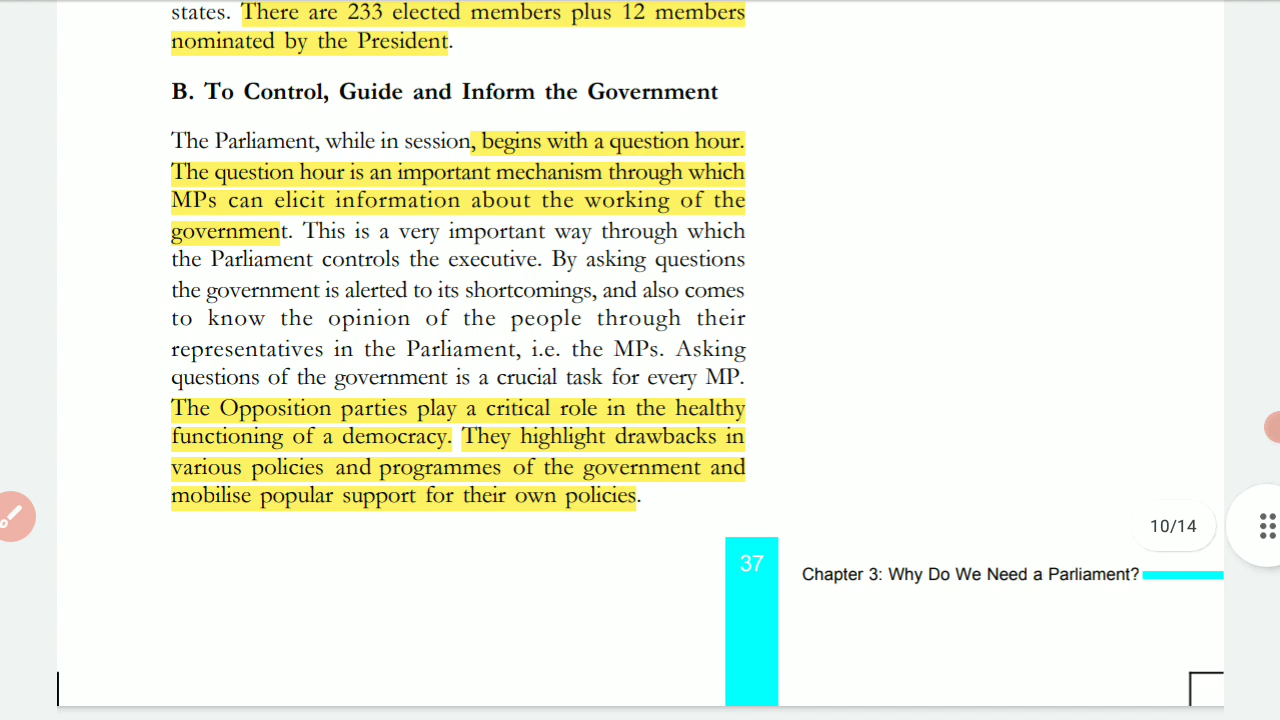 states. There are 233 elected members plus 12 members
nominated by the President.
B. To Control, Guide and Inform the Government
The Parliament, while in session, begins with a question hour.
The question hour is an important mechanism through which
MPs can elicit information about the working of the
government. This is a very important way through which
the Parliament controls the executive. By asking questions
the government is alerted to its shortcomings, and also comes
to know the opinion of the people through their
representatives in the Parliament, i.e. the MPs. Asking
questions of the government is a crucial task for every MP.
The Opposition parties play a critical role in the healthy
functioning of a democracy. They highlight drawbacks in
various policies and programmes of the government and
mobilise popular support for their own policies.
10/14
37
Chapter 3: Why Do We Need a Parliament?